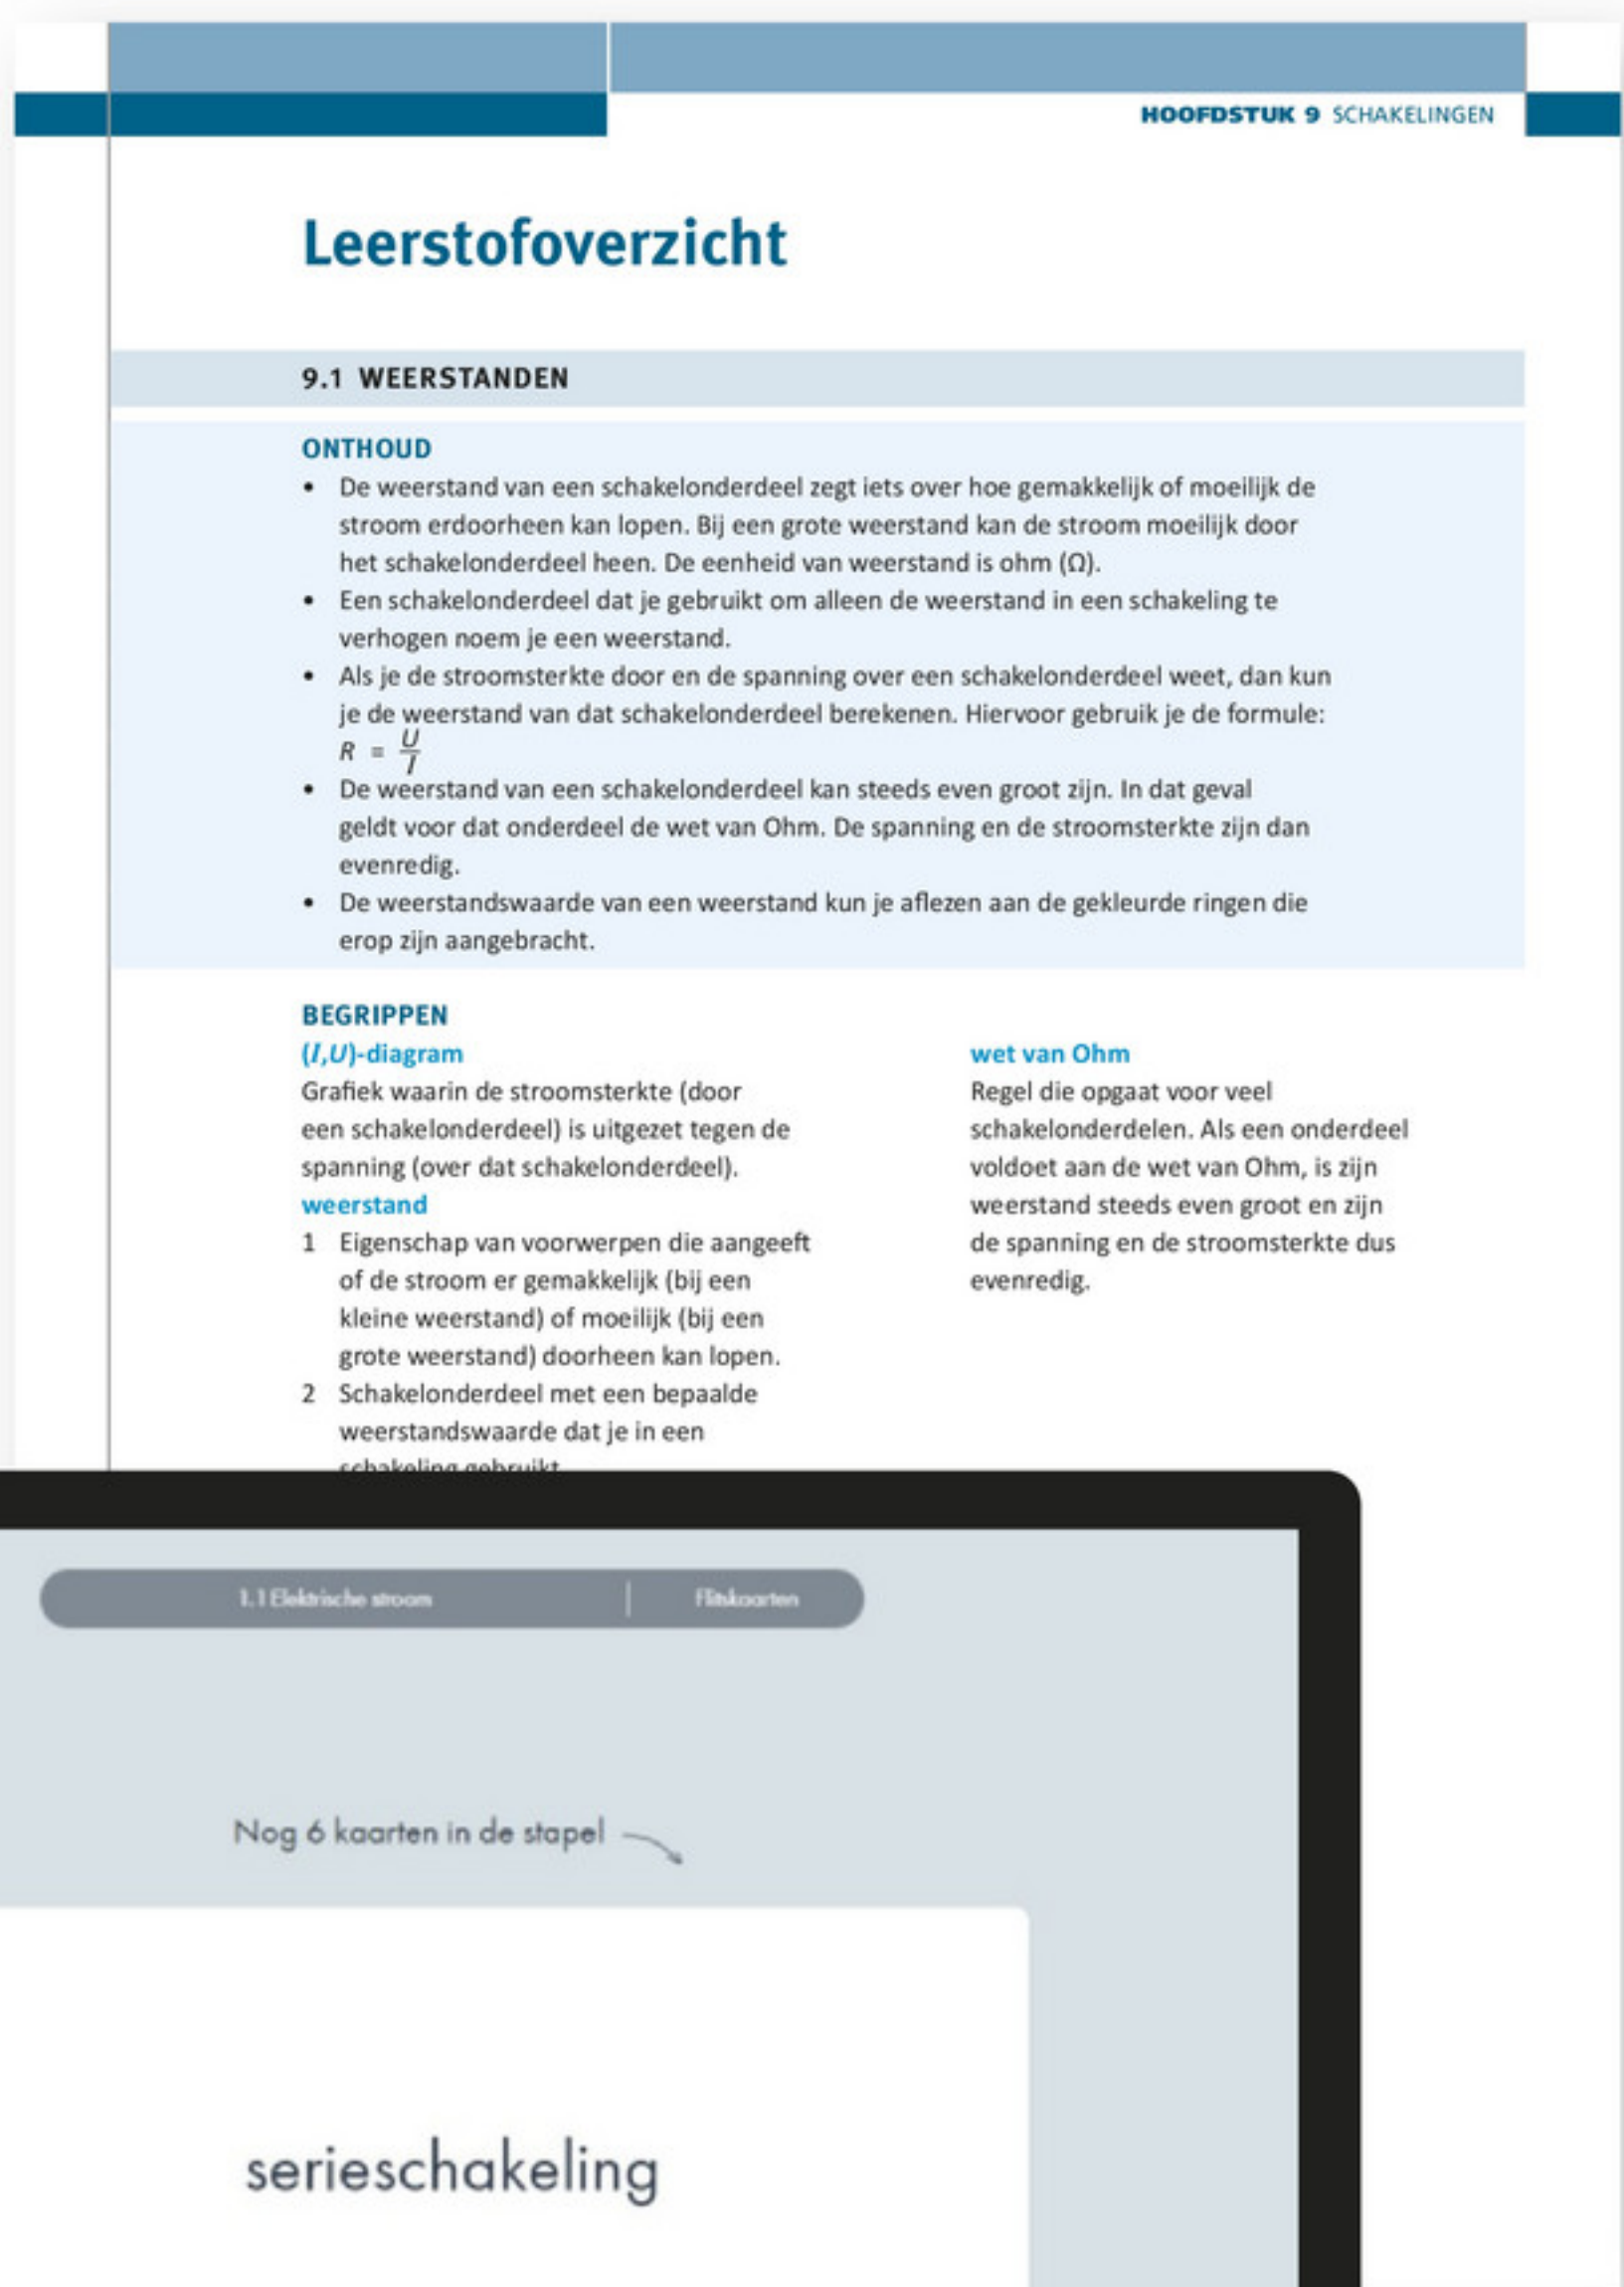 HOOFDSTUK 9 SCHAKELINGEN
Leerstofoverzicht
9.1 WEERSTANDEN
ONTHOUD
• De weerstand van een schakelonderdeel zegt iets over hoe gemakkelijk of moeilijk de
stroom erdoorheen kan lopen. Bij een grote weerstand kan de stroom moeilijk door
het schakelonderdeel heen. De eenheid van weerstand is ohm (Ω).
• Een schakelonderdeel dat je gebruikt om alleen de weerstand in een schakeling te
verhogen noem je een weerstand.
• Als je de stroomsterkte door en de spanning over een schakelonderdeel weet, dan kun
je de weerstand van dat schakelonderdeel berekenen. Hiervoor gebruik je de formule:
R = U/I
• De weerstand van een schakelonderdeel kan steeds even groot zijn. In dat geval
geldt voor dat onderdeel de wet van Ohm. De spanning en de stroomsterkte zijn dan
evenredig.
• De weerstandswaarde van een weerstand kun je aflezen aan de gekleurde ringen die
erop zijn aangebracht.
BEGRIPPEN
(I,U)-diagram
Grafiek waarin de stroomsterkte (door
een schakelonderdeel) is uitgezet tegen de
spanning (over dat schakelonderdeel).
weerstand
1 Eigenschap van voorwerpen die aangeeft
of de stroom er gemakkelijk (bij een
kleine weerstand) of moeilijk (bij een
grote weerstand) doorheen kan lopen.
2 Schakelonderdeel met een bepaalde
weerstandswaarde dat je in een
schakeling gebruikt
wet van Ohm
Regel die opgaat voor veel
schakelonderdelen. Als een onderdeel
voldoet aan de wet van Ohm, is zijn
weerstand steeds even groot en zijn
de spanning en de stroomsterkte dus
evenredig.
1.1 Elektrische stroom
Flitskaarten
Nog 6 kaarten in de stapel
serieschakeling